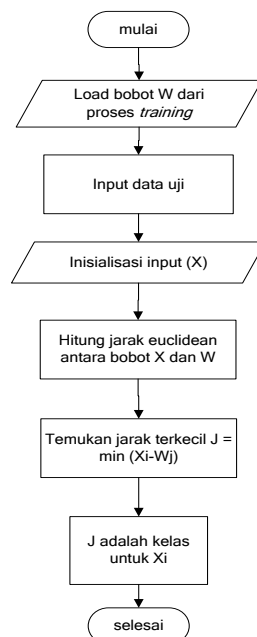 mulai
Load bobot W dari
proses training
Input data uji
Inisialisasi input (X)
Hitung jarak euclidean
antara bobot X dan W
Temukan jarak terkecil J =
min (Xi-Wj)
J adalah kelas
untuk Xi
selesai